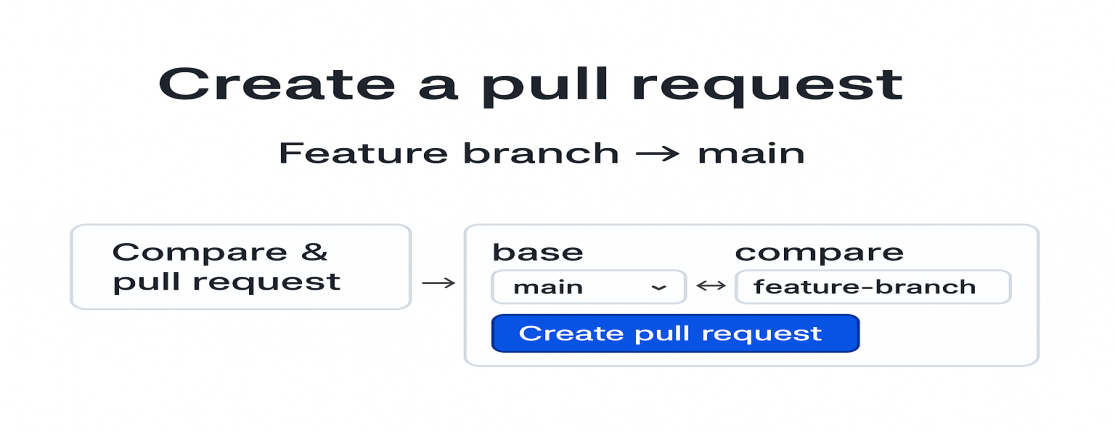 Create a pull request
Feature branch → main
Compare &
pull request
→
base
compare
main
↔
feature-branch
Create pull request